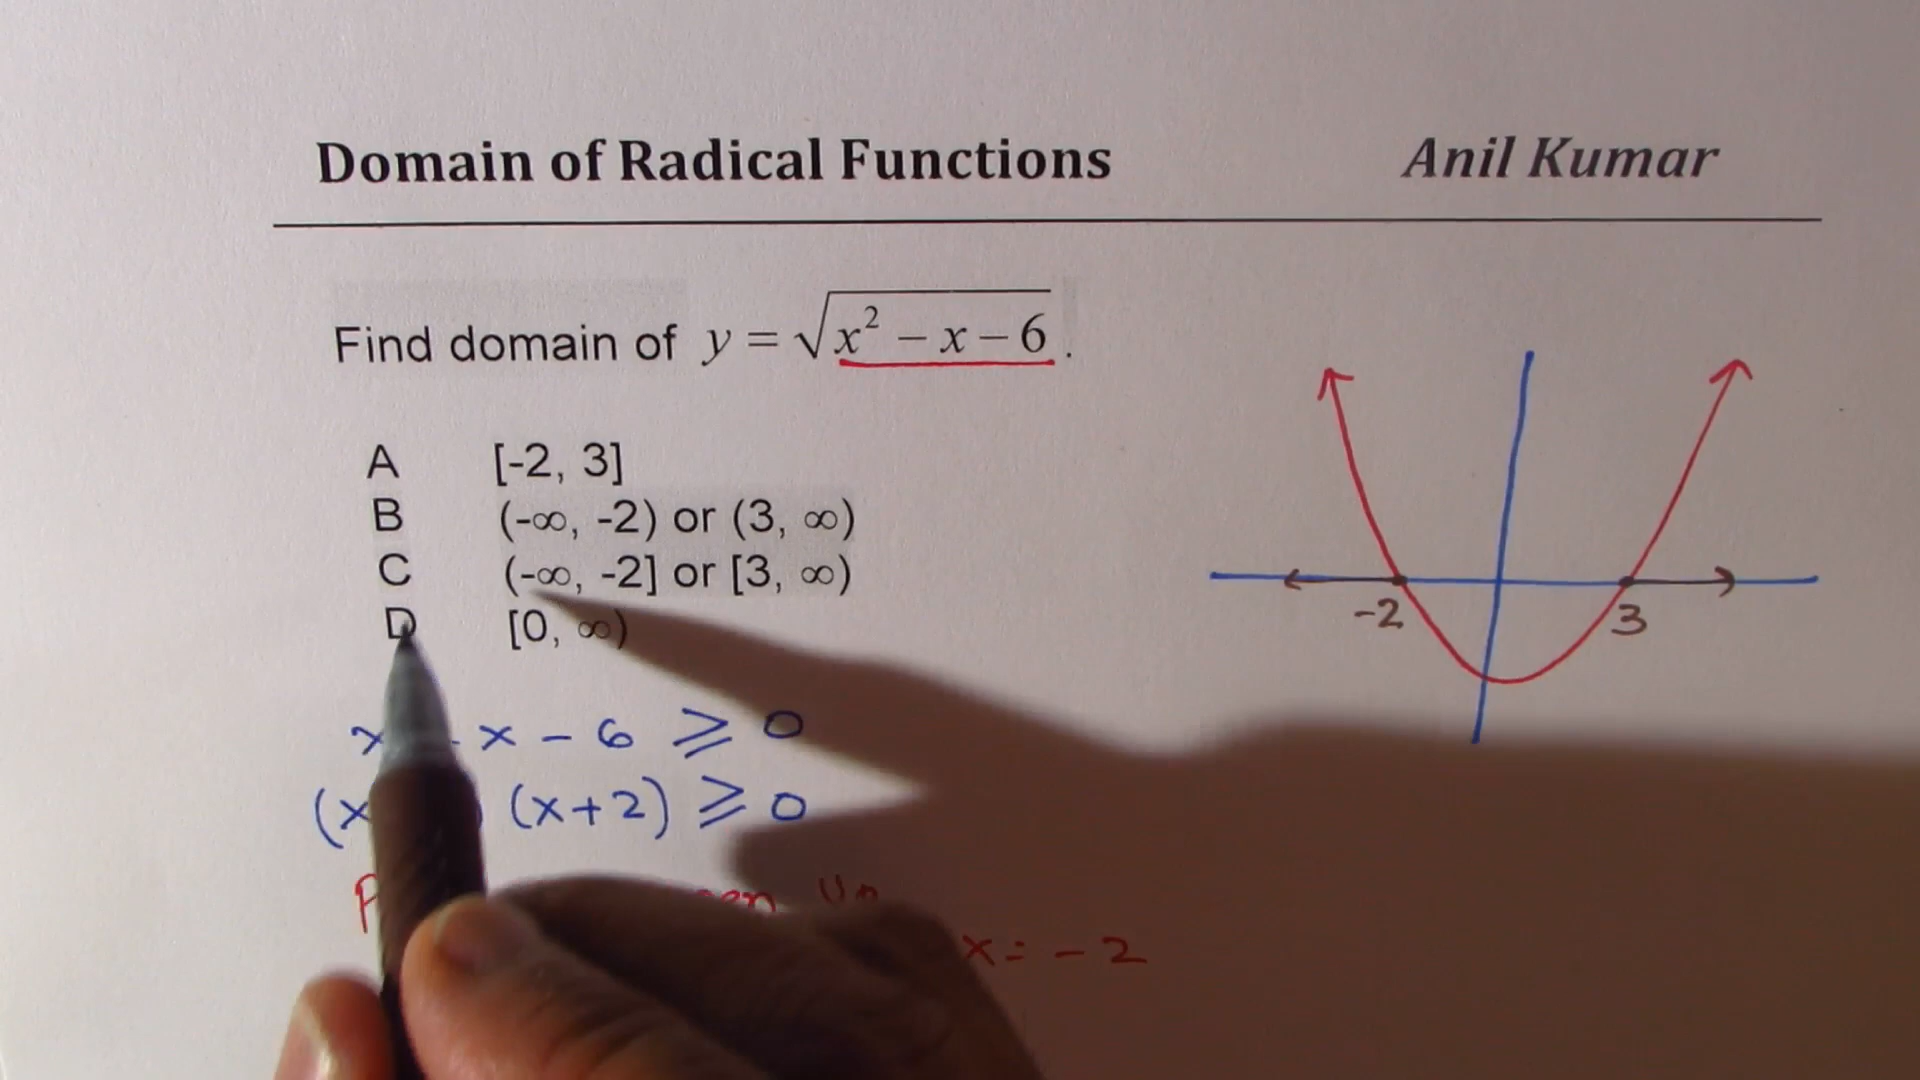 Domain of Radical Functions Anil Kumar
Find domain of y = √x² − x − 6 .
A [-2, 3]
B (-∞, -2) or (3, ∞)
C (-∞, -2] or [3, ∞)
D [0, ∞)
x - x - 6 ⩾ 0
(x (x+2) ⩾ 0
x = -2
-2 3